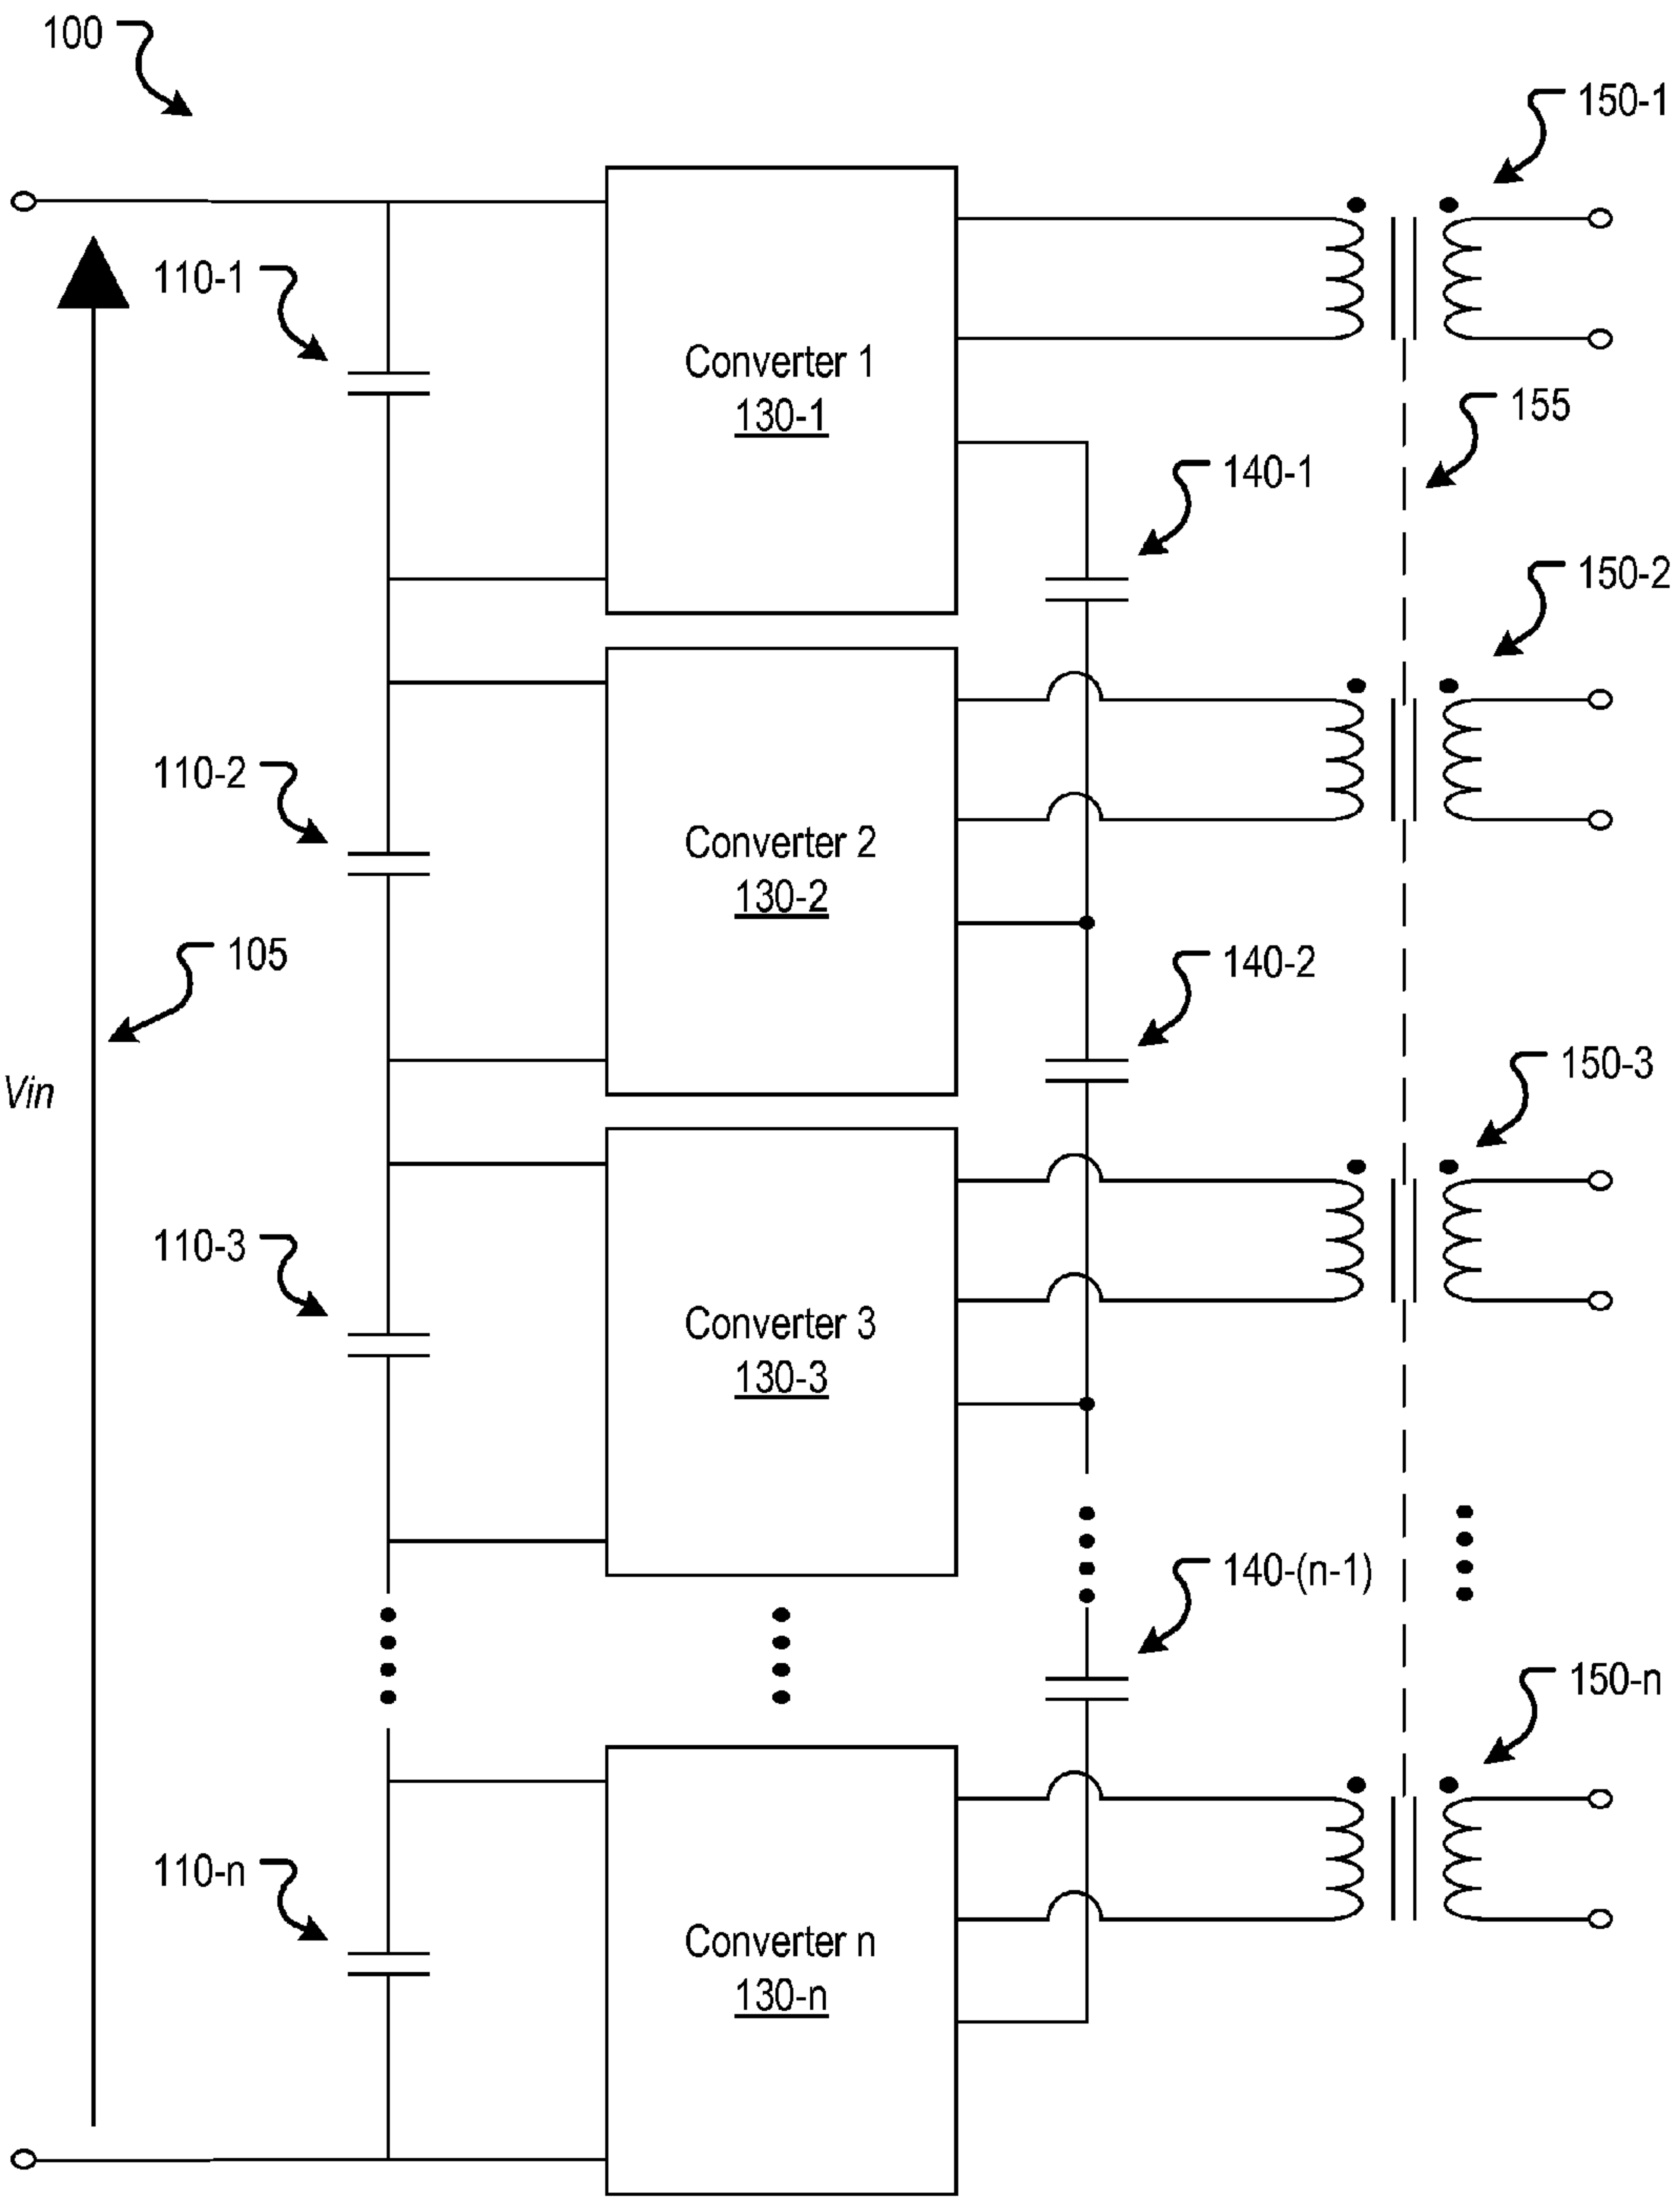 100
150-1
110-1
Converter 1
130-1
155
140-1
150-2
110-2
Converter 2
130-2
105
140-2
Vin
150-3
110-3
Converter 3
130-3
140-(n-1)
150-n
110-n
Converter n
130-n